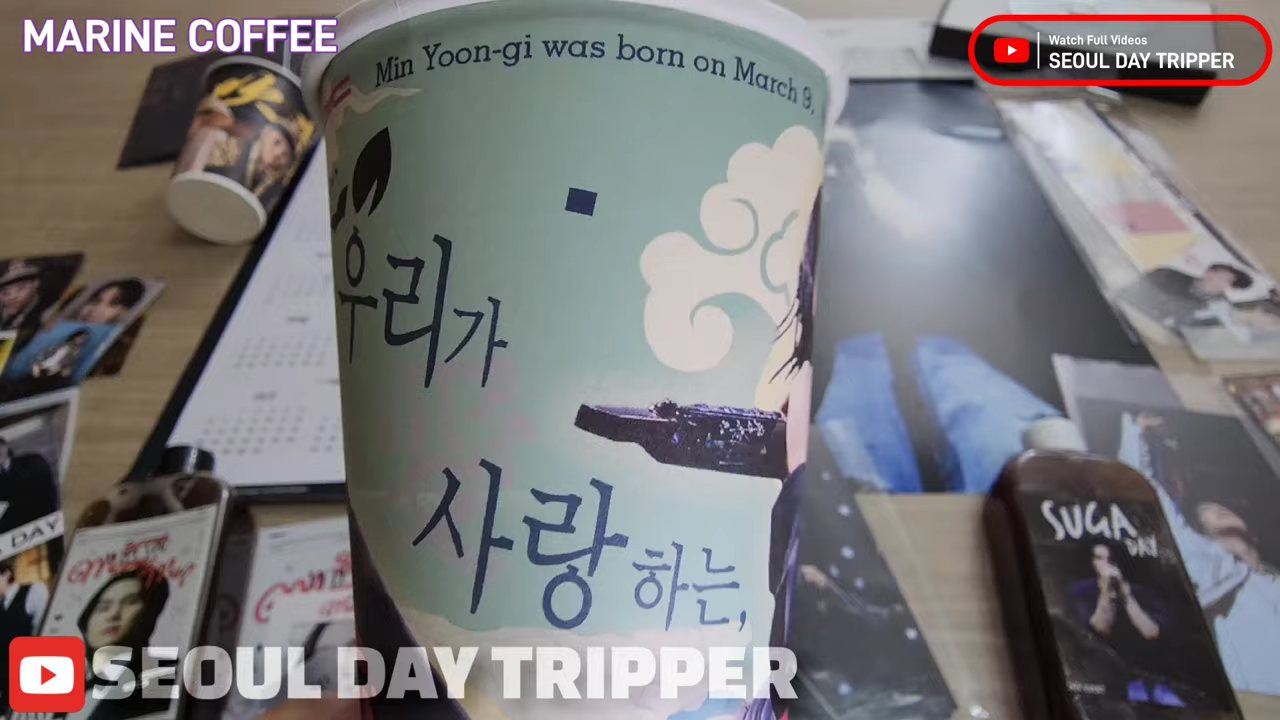 MARINE COFFEE
Watch Full Videos
SEOUL DAY TRIPPER
Min Yoon-gi was born on March 9,
우리가
사랑하는,
SUGA
DAY
DAY
SEOUL DAY TRIPPER